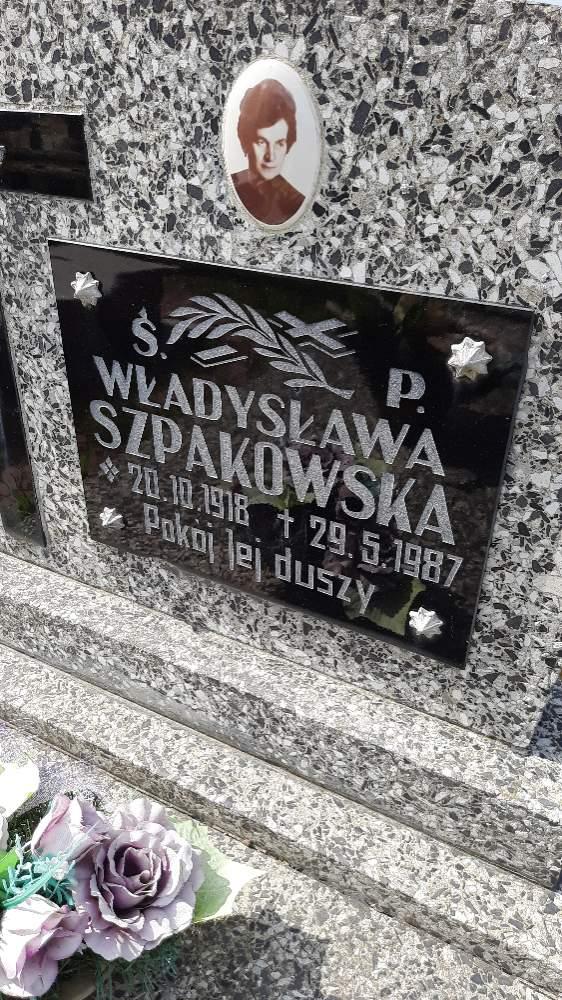 Ś. P.
WŁADYSŁAWA
SZPAKOWSKA
20.10.1918 † 29.5.1987
Pokój Jej duszy